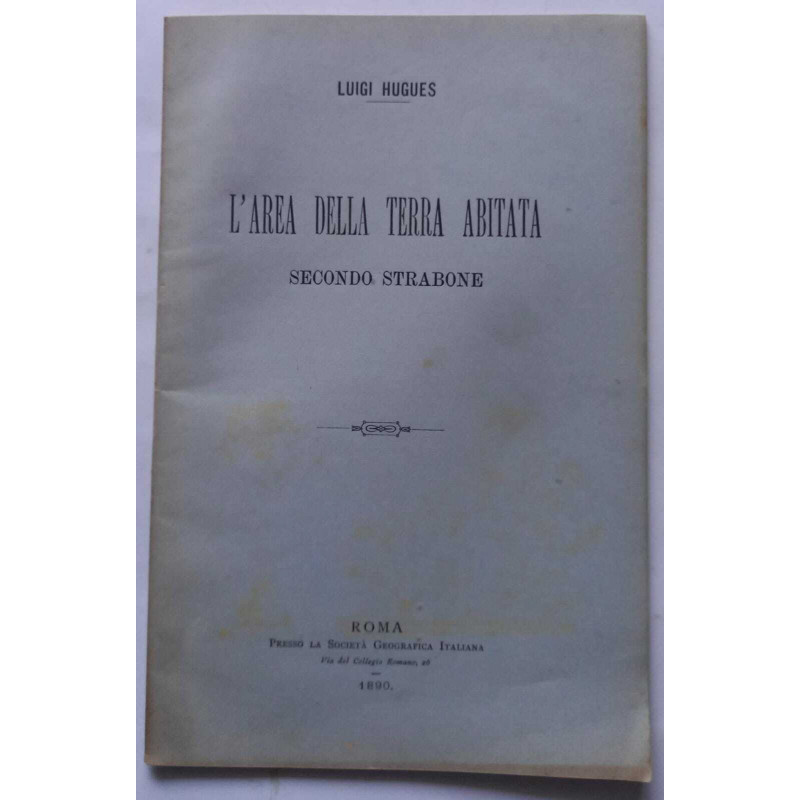 LUIGI HUGUES
L'AREA DELLA TERRA ABITATA
SECONDO STRABONE
ROMA
PRESSO LA SOCIETÀ GEOGRAFICA ITALIANA
Via del Collegio Romano, 26
1890.